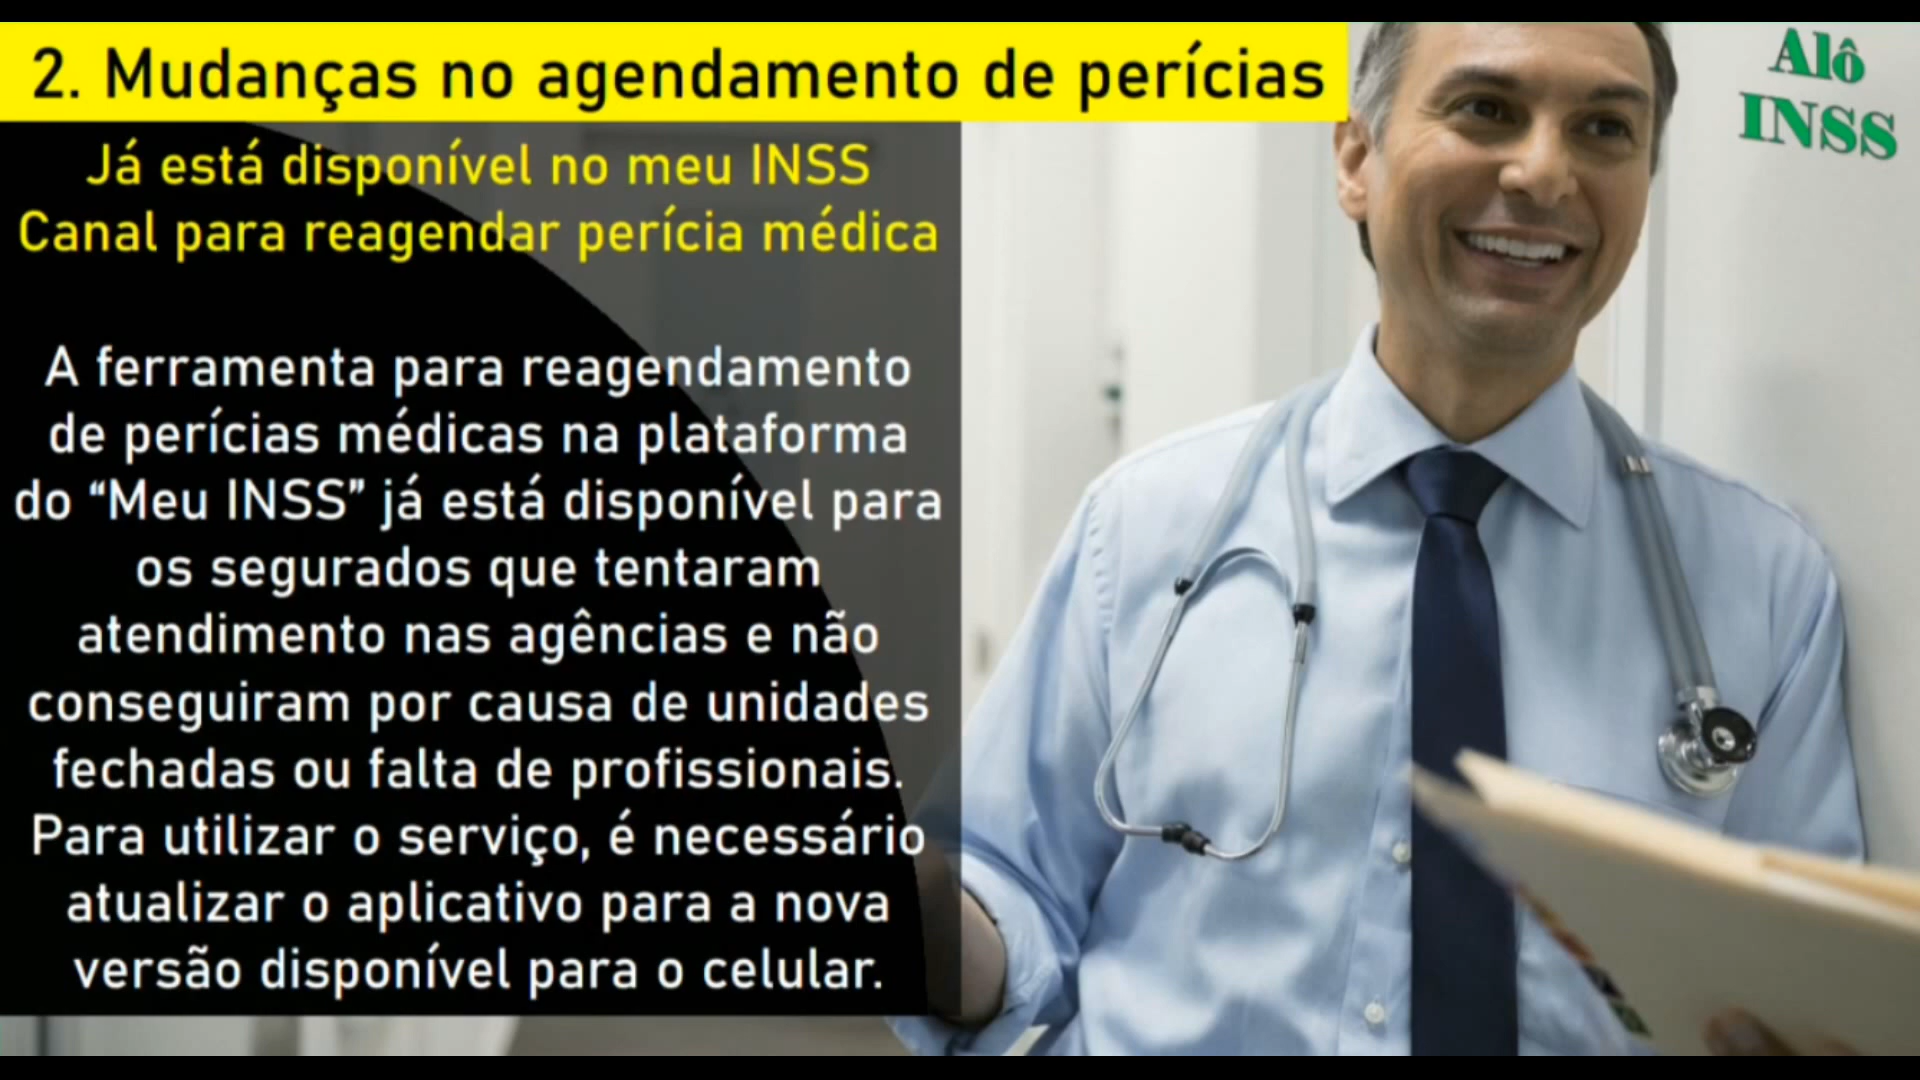 2. Mudanças no agendamento de perícias
Alô
INSS
Já está disponível no meu INSS
Canal para reagendar perícia médica
A ferramenta para reagendamento
de perícias médicas na plataforma
do “Meu INSS” já está disponível para
os segurados que tentaram
atendimento nas agências e não
conseguiram por causa de unidades
fechadas ou falta de profissionais.
Para utilizar o serviço, é necessário
atualizar o aplicativo para a nova
versão disponível para o celular.